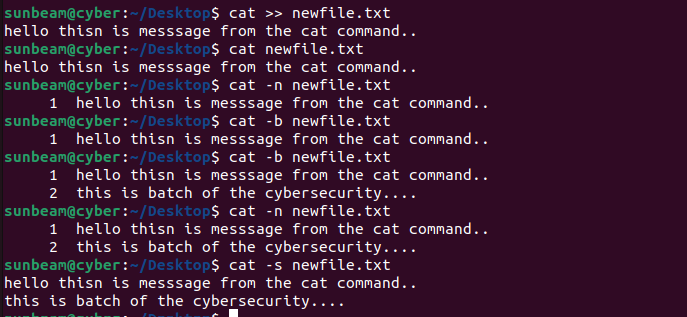 sunbeam@cyber:~/Desktop$ cat >> newfile.txt
hello thisn is messsage from the cat command..
sunbeam@cyber:~/Desktop$ cat newfile.txt
hello thisn is messsage from the cat command..
sunbeam@cyber:~/Desktop$ cat -n newfile.txt
     1  hello thisn is messsage from the cat command..
sunbeam@cyber:~/Desktop$ cat -b newfile.txt
     1  hello thisn is messsage from the cat command..
sunbeam@cyber:~/Desktop$ cat -b newfile.txt
     1  hello thisn is messsage from the cat command..
     2  this is batch of the cybersecurity....
sunbeam@cyber:~/Desktop$ cat -n newfile.txt
     1  hello thisn is messsage from the cat command..
     2  this is batch of the cybersecurity....
sunbeam@cyber:~/Desktop$ cat -s newfile.txt
hello thisn is messsage from the cat command..
this is batch of the cybersecurity....
sunbeam@cyber:~/Desktop$